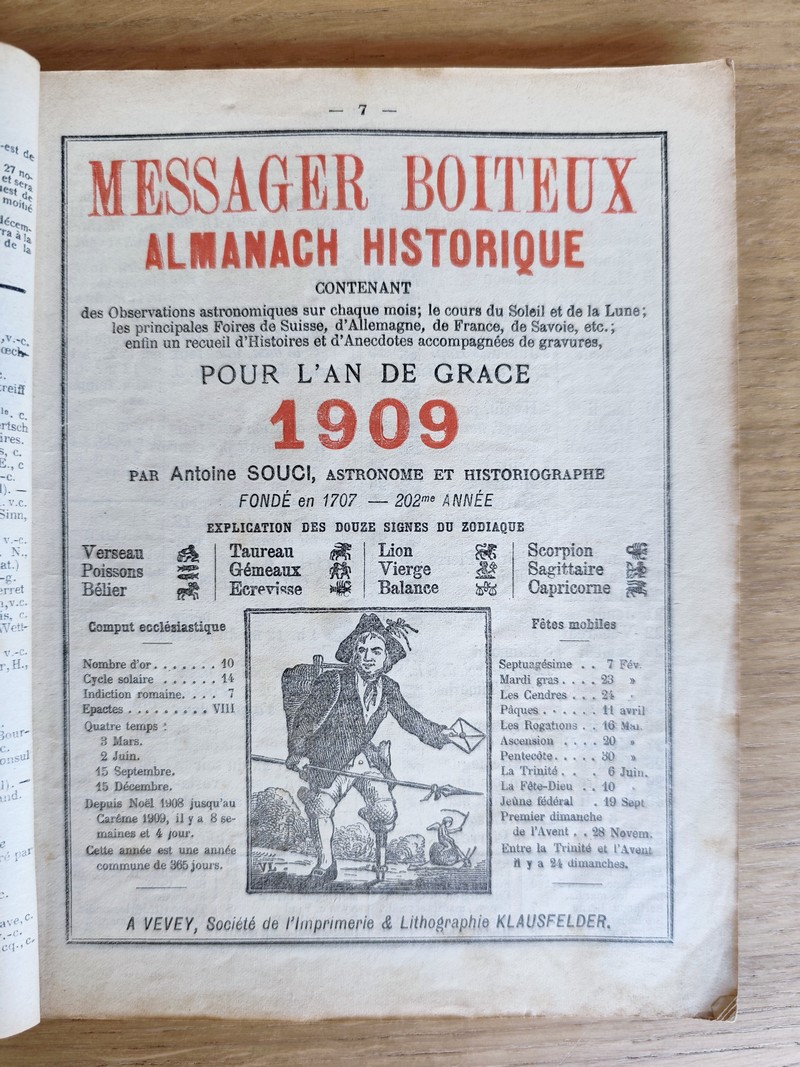 — 7 —
MESSAGER BOITEUX
ALMANACH HISTORIQUE
CONTENANT
des Observations astronomiques sur chaque mois; le cours du Soleil et de la Lune;
les principales Foires de Suisse, d'Allemagne, de France, de Savoie, etc.;
enfin un recueil d'Histoires et d'Anecdotes accompagnées de gravures,
POUR L'AN DE GRACE
1909
PAR Antoine SOUCI, ASTRONOME ET HISTORIOGRAPHE
FONDÉ en 1707 — 202me ANNÉE
EXPLICATION DES DOUZE SIGNES DU ZODIAQUE
Verseau
Poissons
Bélier
Taureau
Gémeaux
Ecrevisse
Lion
Vierge
Balance
Scorpion
Sagittaire
Capricorne
Comput ecclésiastique
Nombre d'or . . . . . . . 10
Cycle solaire . . . . . . 14
Indiction romaine. . . . 7
Epactes . . . . . . . . . VIII
Quatre temps :
3 Mars.
2 Juin.
15 Septembre.
15 Décembre.
Depuis Noël 1908 jusqu'au
Carême 1909, il y a 8 se-
maines et 4 jour.
Cette année est une année
commune de 365 jours.
VL
Fêtes mobiles
Septuagésime . . 7 Fév.
Mardi gras . . . . 23 »
Les Cendres . . . 24 »
Pâques . . . . . . 11 avril
Les Rogations . . 16 Mai.
Ascension . . . . 20 »
Pentecôte . . . . . 30 »
La Trinité . . . 6 Juin.
La Fête-Dieu . . 10 »
Jeûne fédéral . 19 Sept
Premier dimanche
de l'Avent . . 28 Novem.
Entre la Trinité et l'Avent
il y a 24 dimanches.
A VEVEY, Société de l'Imprimerie & Lithographie KLAUSFELDER.